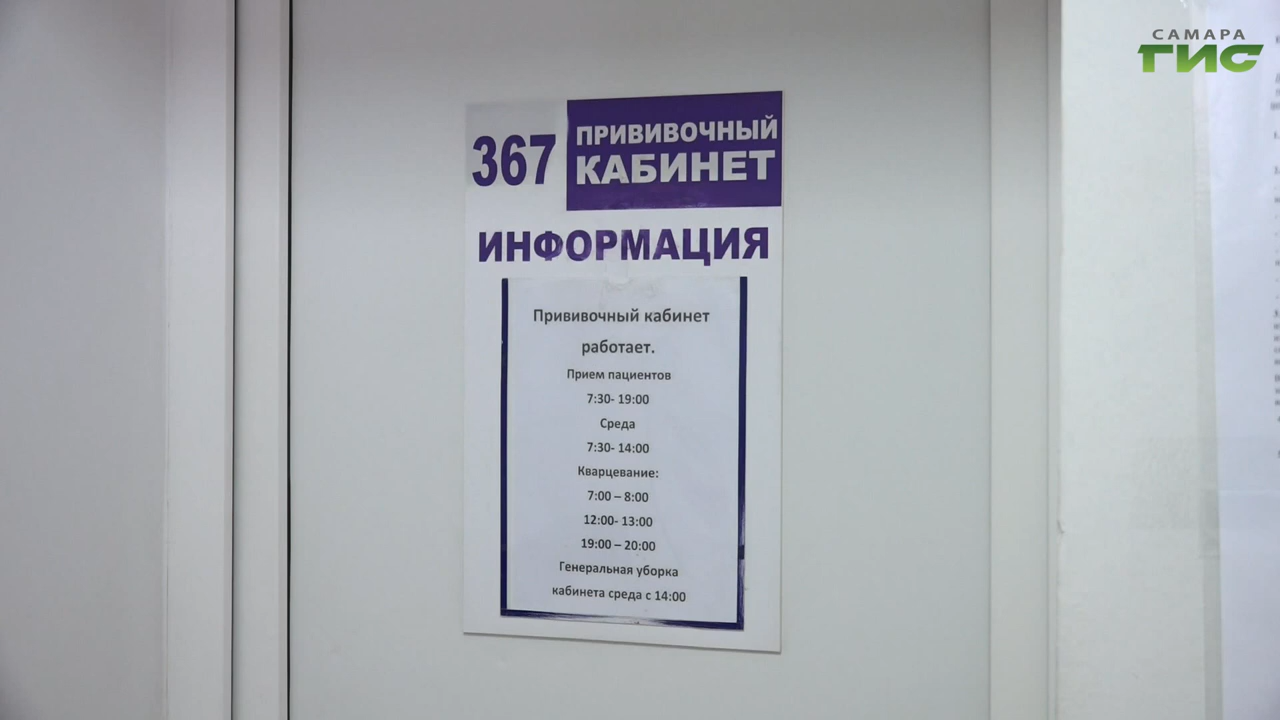 САМАРА
ГИС
367
ПРИВИВОЧНЫЙ
КАБИНЕТ
ИНФОРМАЦИЯ
Прививочный кабинет
работает.
Прием пациентов
7:30- 19:00
Среда
7:30- 14:00
Кварцевание:
7:00 – 8:00
12:00- 13:00
19:00 – 20:00
Генеральная уборка
кабинета среда с 14:00